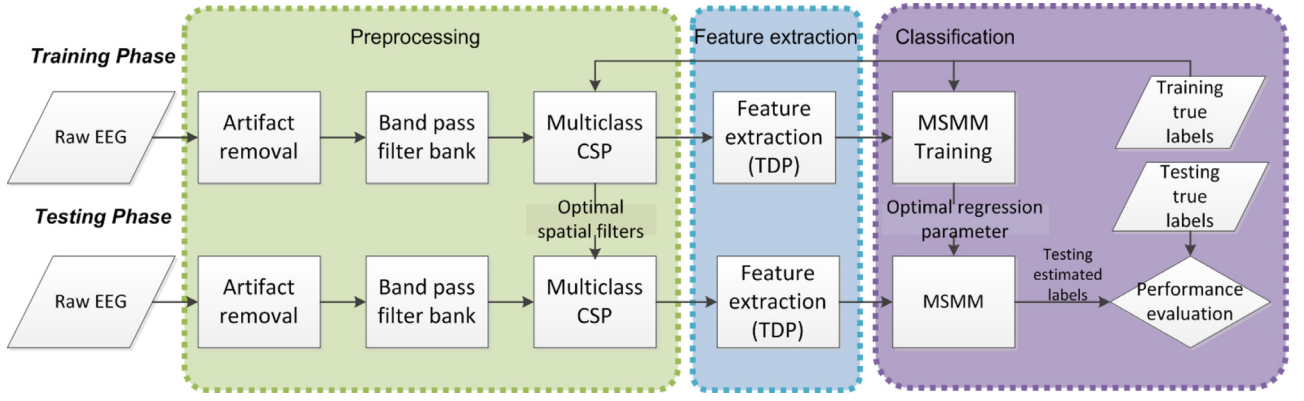 Preprocessing
Feature extraction
Classification
Training Phase
Raw EEG
Artifact
removal
Band pass
filter bank
Multiclass
CSP
Feature
extraction
(TDP)
MSMM
Training
Training
true
labels
Optimal
spatial filters
Optimal regression
parameter
Testing
true
labels
Testing Phase
Raw EEG
Artifact
removal
Band pass
filter bank
Multiclass
CSP
Feature
extraction
(TDP)
MSMM
Testing
estimated
labels
Performance
evaluation